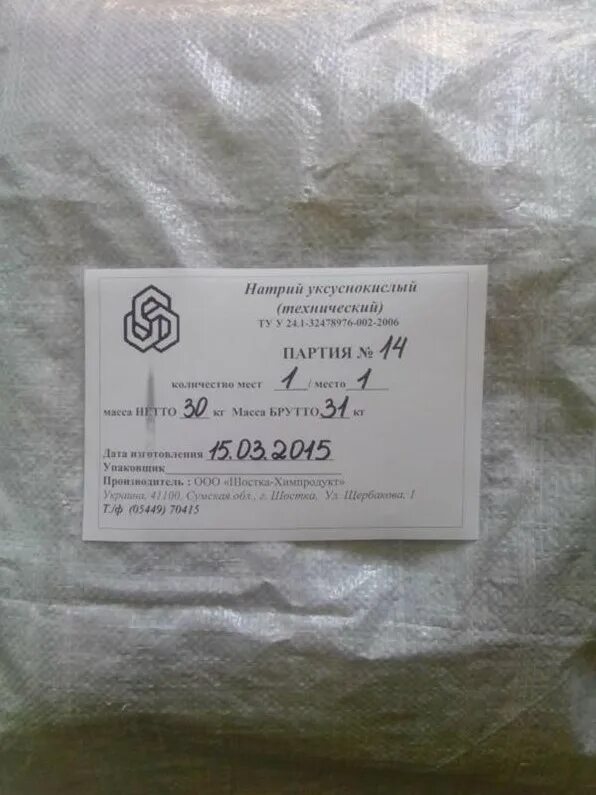 Натрий уксуснокислый
(технический)
ТУ У 24.1-32478976-002-2006
ПАРТИЯ № 14
количество мест 1 / место 1
масса НЕТТО 30 кг Масса БРУТТО 31 кг
Дата изготовления 15.03.2015
Упаковщик
Производитель : ООО «Шостка-Химпродукт»
Украина, 41100, Сумская обл., г. Шостка, Ул. Щербакова, 1
Т./ф (05449) 70415